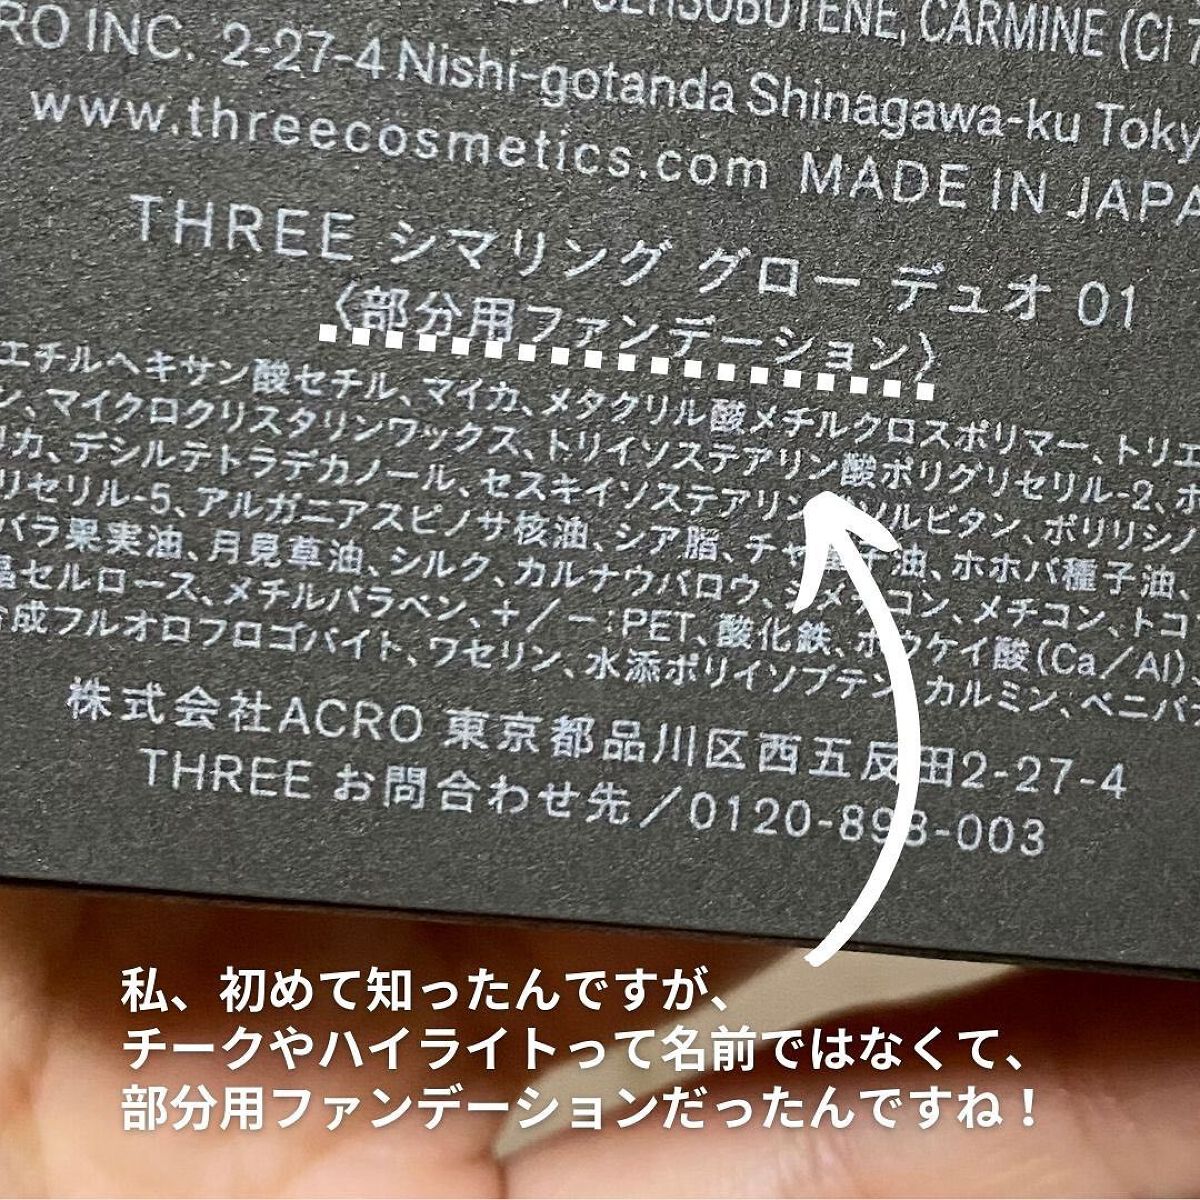 CARMINE (CI 7
RO INC. 2-27-4 Nishi-gotanda Shinagawa-ku Toky
www.threecosmetics.com MADE IN JAPA
THREE シマリング グロー デュオ 01
〈部分用ファンデーション〉
エチルヘキサン酸セチル、マイカ、メタクリル酸メチルクロスポリマー、トリエ
ン、マイクロクリスタリンワックス、トリイソステアリン酸ポリグリセリル-2、ホ
リカ、デシルテトラデカノール、セスキイソステアリン ソルビタン、ポリリシノ
リセリル-5、アルガニアスピノサ核油、シア脂、チャ 子油、ホホバ種子油、
バラ果実油、月見草油、シルク、カルナウバロウ、ジメチコン、メチコン、トコ
セルロース、メチルパラベン、+/－:PET、酸化鉄、ホウケイ酸(Ca/Al)、
合成フルオロフロゴパイト、ワセリン、水添ポリイソブテン、カルミン、ベニバ
株式会社ACRO 東京都品川区西五反田2-27-4
THREE お問合わせ先/0120-898-003
私、初めて知ったんですが、
チークやハイライトって名前ではなくて、
部分用ファンデーションだったんですね！